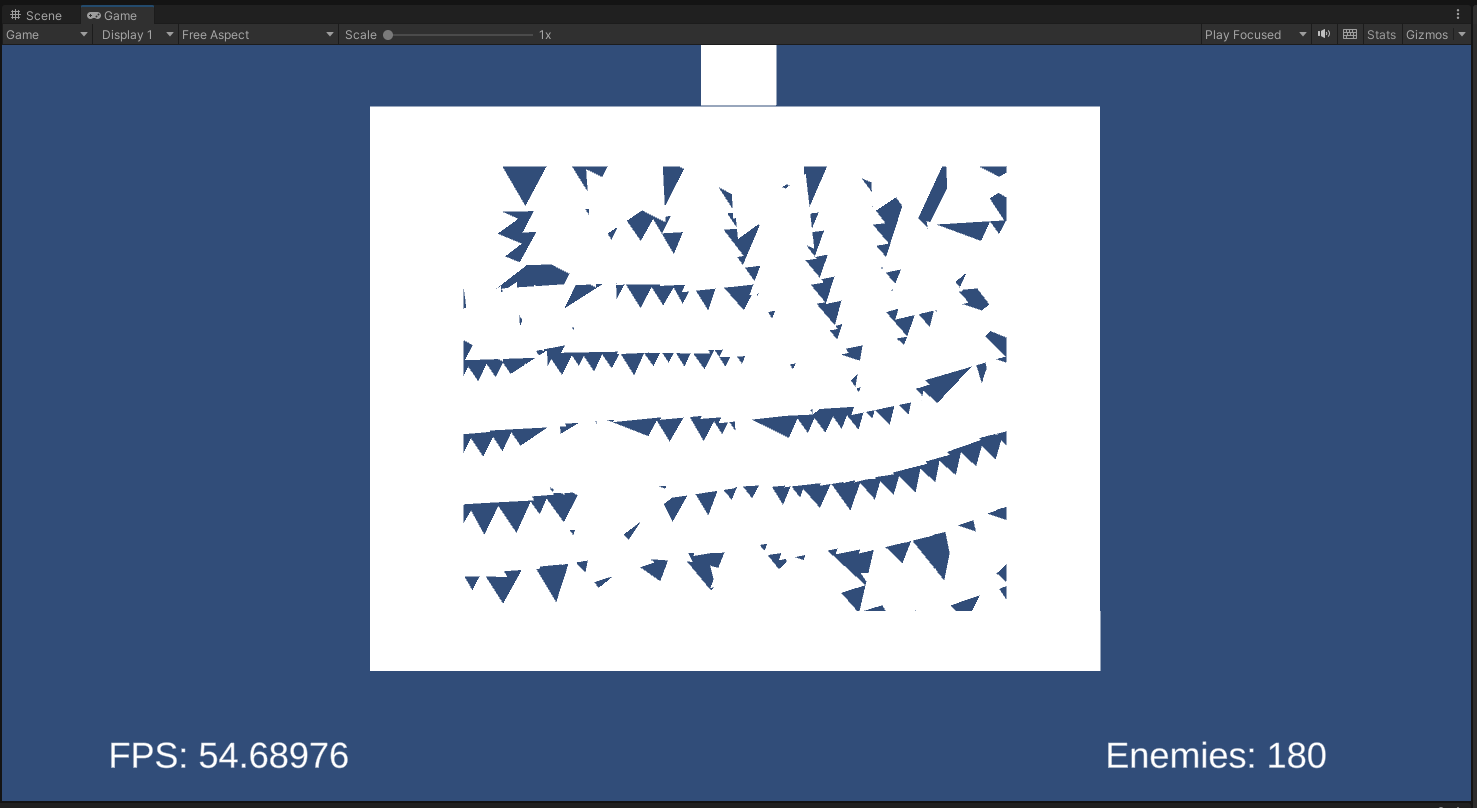 Scene Game
Game Display 1 Free Aspect Scale 1x Play Focused Stats Gizmos
FPS: 54.68976 Enemies: 180